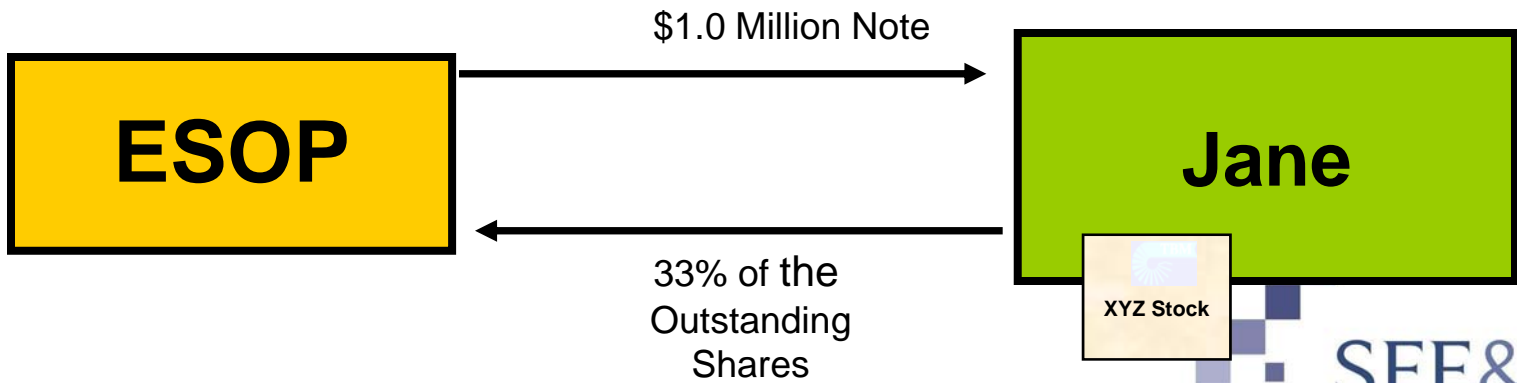 $1.0 Million Note
ESOP
Jane
33% of the
Outstanding
Shares
XYZ Stock